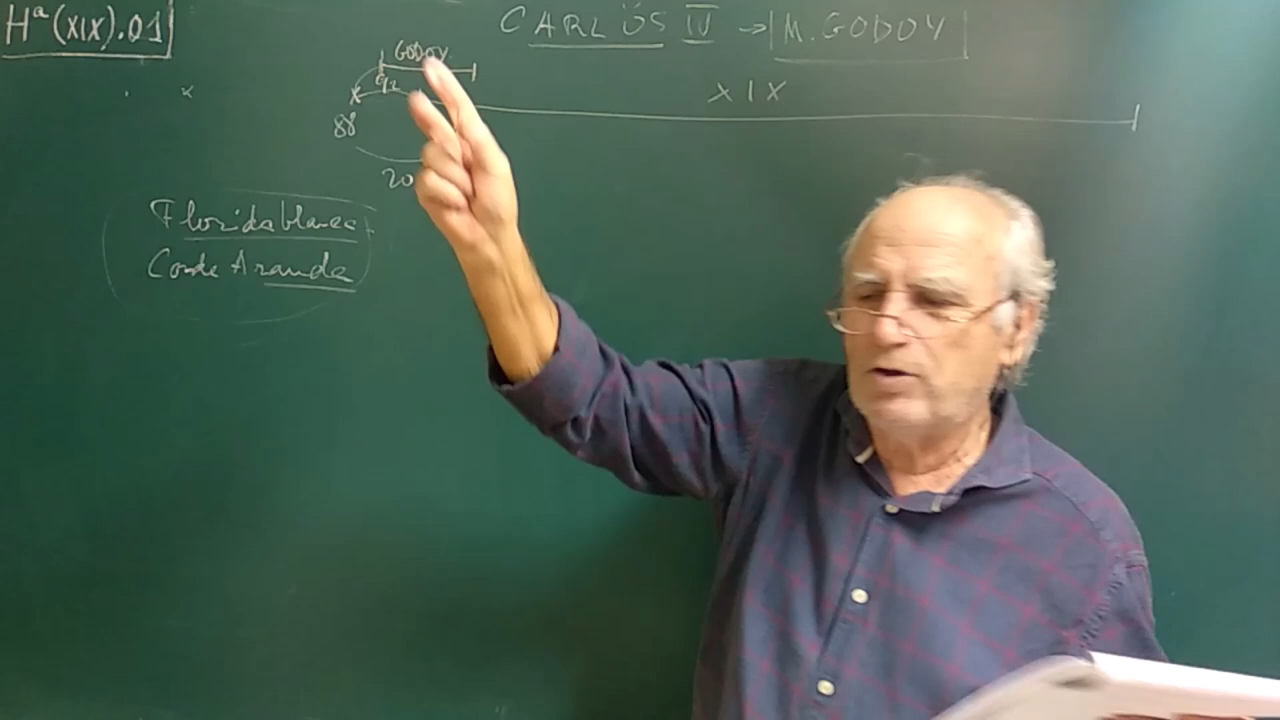 Hª(XIX).01
CARLOS IV → M.GODOY
GODOY
92
XIX
88
20
Floridablanca
Conde Aranda